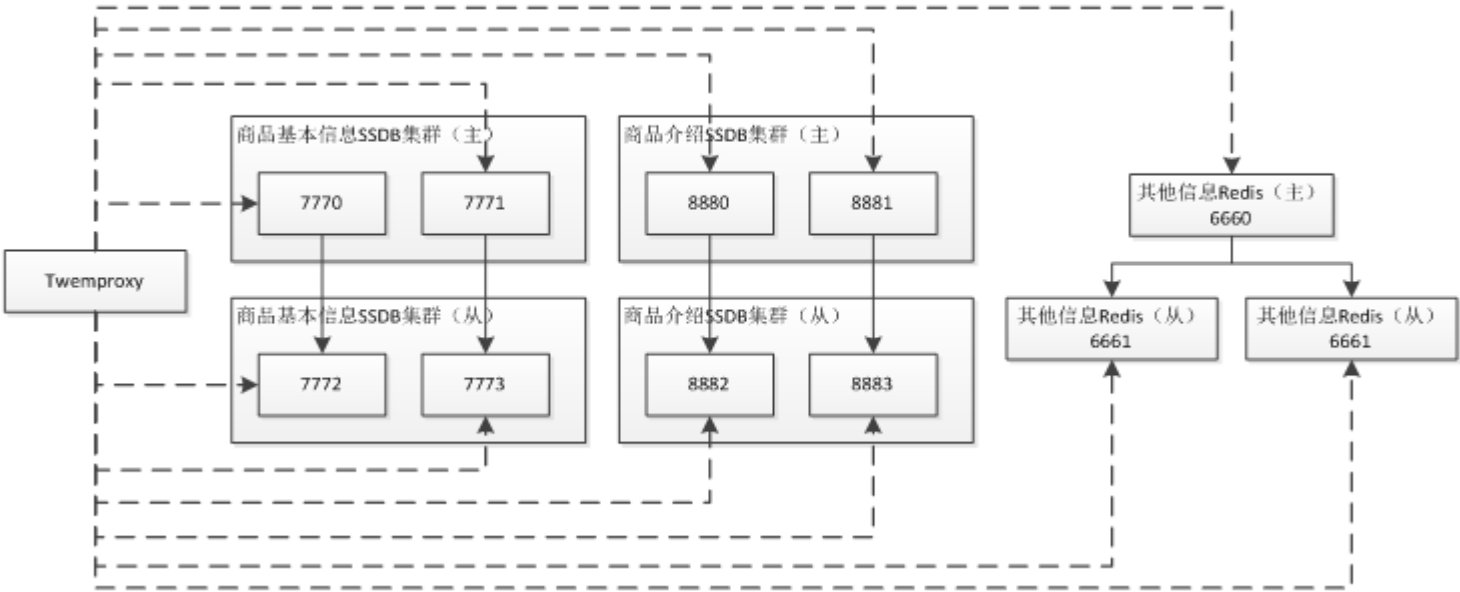 商品基本信息SSDB集群（主）
7770
7771
商品介绍SSDB集群（主）
8880
8881
其他信息Redis（主）
6660
Twemproxy
商品基本信息SSDB集群（从）
7772
7773
商品介绍SSDB集群（从）
8882
8883
其他信息Redis（从）
6661
其他信息Redis（从）
6661